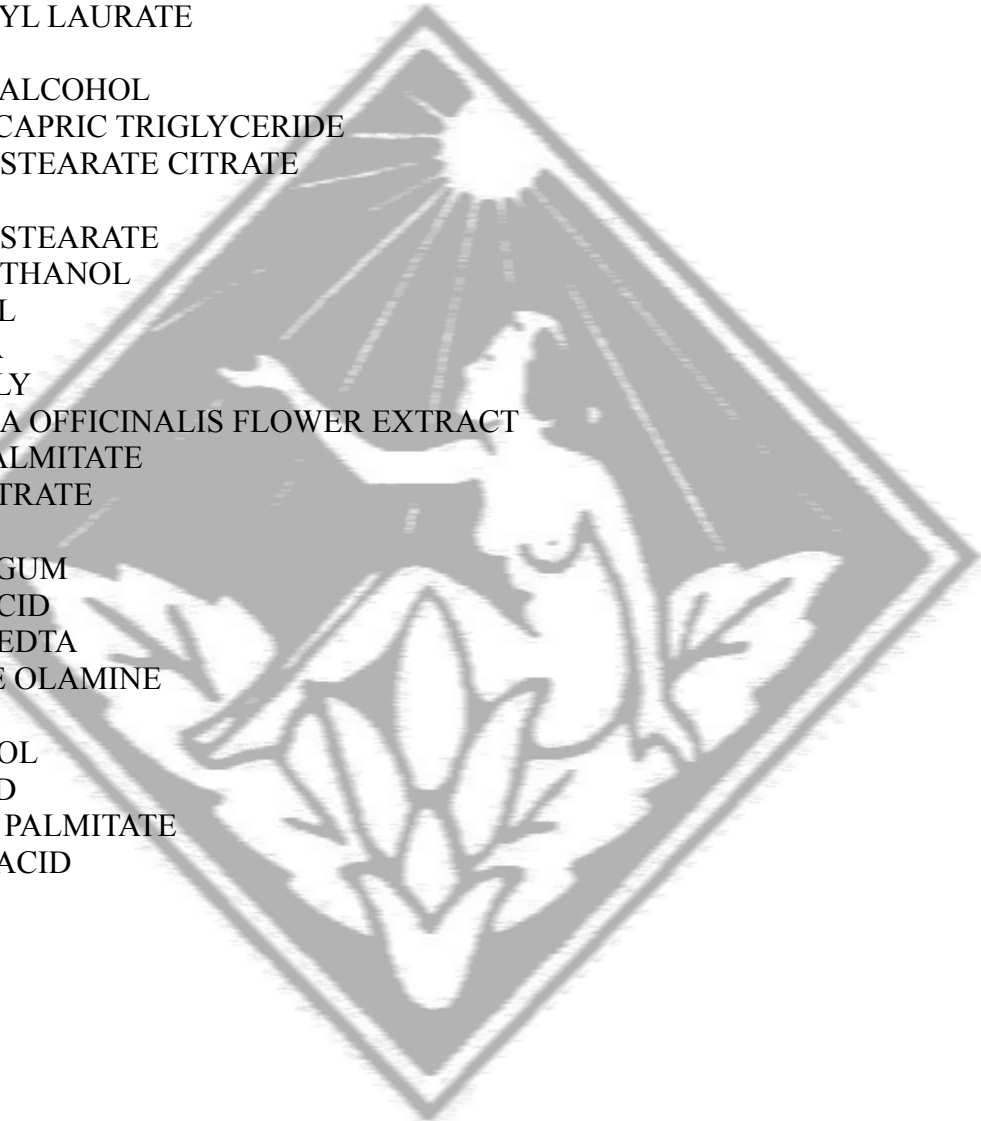 YL LAURATE
ALCOHOL
CAPRIC TRIGLYCERIDE
STEARATE CITRATE
STEARATE
THANOL
L
A
LY
A OFFICINALIS FLOWER EXTRACT
ALMITATE
TRATE
GUM
CID
EDTA
E OLAMINE
OL
D
PALMITATE
ACID